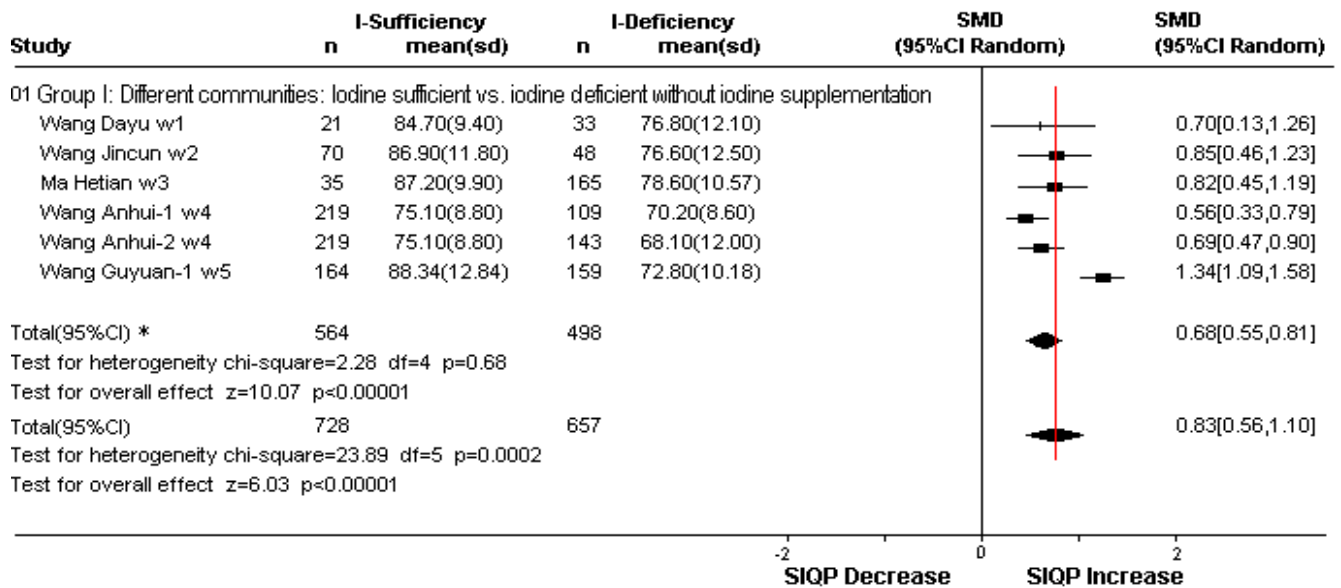 I-Sufficiency I-Deficiency SMD SMD
Study n mean(sd) n mean(sd) (95%CI Random) (95%CI Random)
01 Group I: Different communities: Iodine sufficient vs. iodine deficient without iodine supplementation
Wang Dayu w1 21 84.70(9.40) 33 76.80(12.10) 0.70[0.13,1.26]
Wang Jincun w2 70 86.90(11.80) 48 76.60(12.50) 0.85[0.46,1.23]
Ma Hetian w3 35 87.20(9.90) 165 78.60(10.57) 0.82[0.45,1.19]
Wang Anhui-1 w4 219 75.10(8.80) 109 70.20(8.60) 0.56[0.33,0.79]
Wang Anhui-2 w4 219 75.10(8.80) 143 68.10(12.00) 0.69[0.47,0.90]
Wang Guyuan-1 w5 164 88.34(12.84) 159 72.80(10.18) 1.34[1.09,1.58]
Total(95%CI) * 564 498 0.68[0.55,0.81]
Test for heterogeneity chi-square=2.28 df=4 p=0.68
Test for overall effect z=10.07 p<0.00001
Total(95%CI) 728 657 0.83[0.56,1.10]
Test for heterogeneity chi-square=23.89 df=5 p=0.0002
Test for overall effect z=6.03 p<0.00001
-2 0 2
SIQP Decrease SIQP Increase